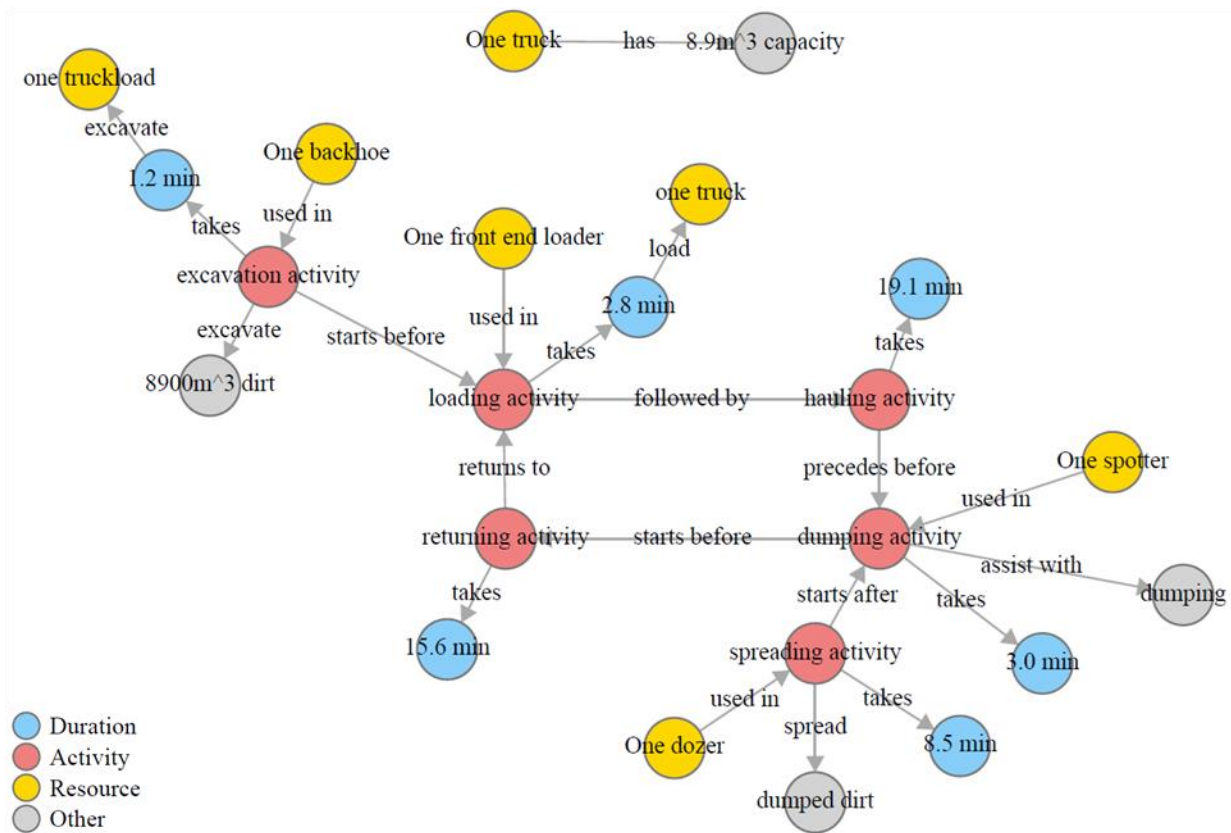 One truck
has
8.9m^3 capacity
one truckload
excavate
One backhoe
1.2 min
used in
takes
one truck
One front end loader
load
excavation activity
19.1 min
2.8 min
excavate
starts before
used in
takes
takes
8900m^3 dirt
loading activity
followed by
hauling activity
returns to
precedes before
One spotter
used in
returning activity
starts before
dumping activity
assist with
takes
starts after
takes
dumping
15.6 min
spreading activity
3.0 min
used in
takes
spread
One dozer
8.5 min
dumped dirt
Duration
Activity
Resource
Other